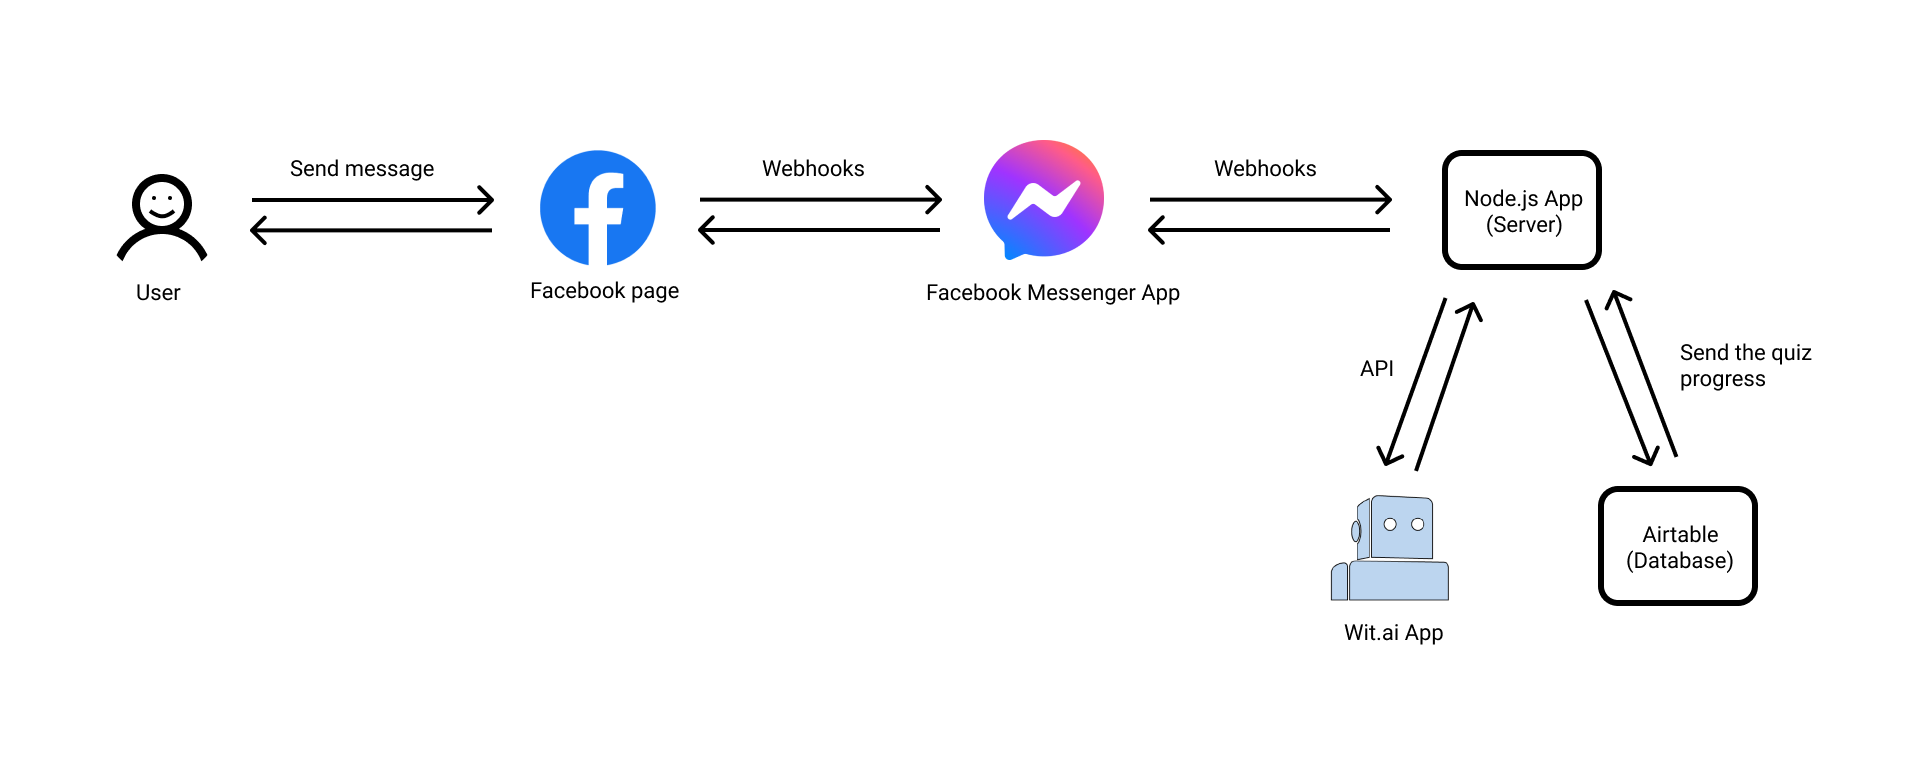 Send message
Webhooks
Webhooks
Node.js App
(Server)
User
Facebook page
Facebook Messenger App
API
Send the quiz
progress
Airtable
(Database)
Wit.ai App